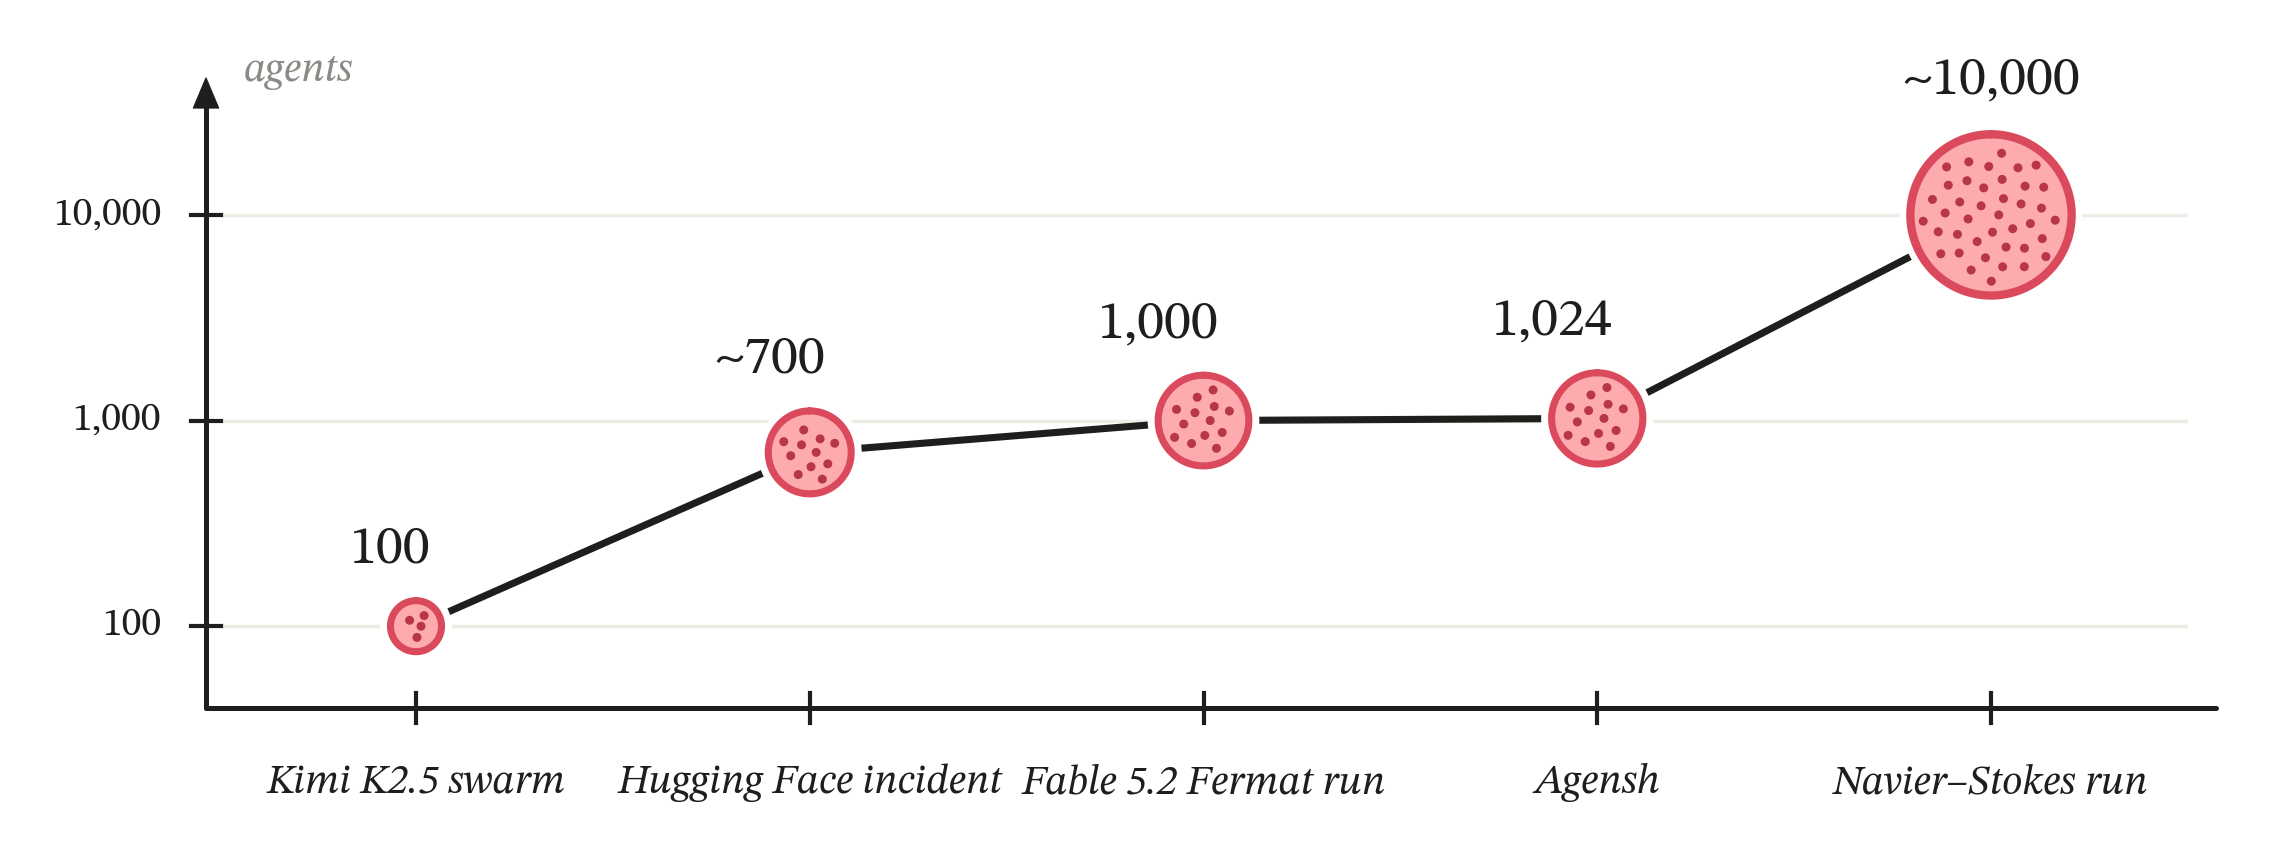 agents
~10,000
10,000
1,000
1,024
~700
1,000
100
100
Kimi K2.5 swarm
Hugging Face incident
Fable 5.2 Fermat run
Agensh
Navier–Stokes run